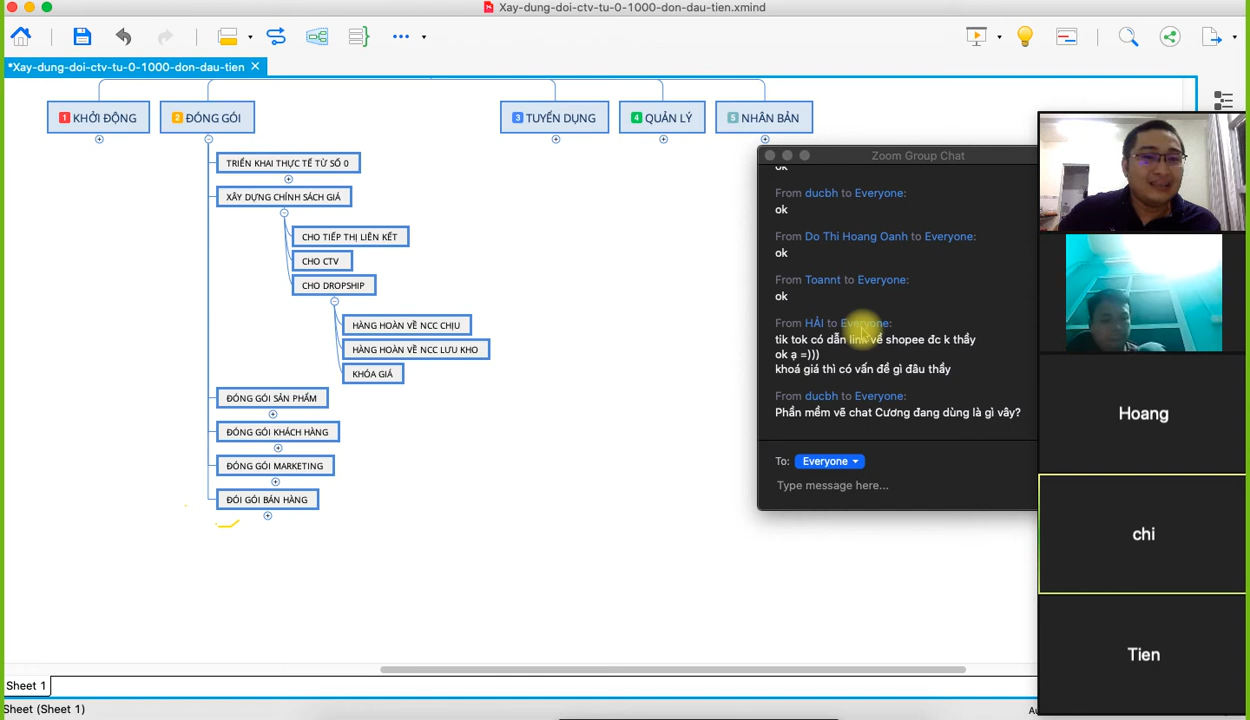 Xay-dung-doi-ctv-tu-0-1000-don-dau-tien.xmind
*Xay-dung-doi-ctv-tu-0-1000-don-dau-tien
1 KHỞI ĐỘNG
2 ĐÓNG GÓI
3 TUYỂN DỤNG
4 QUẢN LÝ
5 NHÂN BẢN
TRIỂN KHAI THỰC TẾ TỪ SỐ 0
XÂY DỰNG CHÍNH SÁCH GIÁ
CHO TIẾP THỊ LIÊN KẾT
CHO CTV
CHO DROPSHIP
HÀNG HOÀN VỀ NCC CHỊU
HÀNG HOÀN VỀ NCC LƯU KHO
KHÓA GIÁ
ĐÓNG GÓI SẢN PHẨM
ĐÓNG GÓI KHÁCH HÀNG
ĐÓNG GÓI MARKETING
ĐÓI GÓI BÁN HÀNG
Zoom Group Chat
ok
From ducbh to Everyone:
ok
From Do Thi Hoang Oanh to Everyone:
ok
From Toannt to Everyone:
ok
From HẢI to Everyone:
tik tok có dẫn link về shopee đc k thầy
ok ạ =)))
khoá giá thì có vấn đề gì đâu thầy
From ducbh to Everyone:
Phần mềm vẽ chat Cương đang dùng là gì vây?
To: Everyone
Type message here...
Hoang
chi
Tien
Sheet 1
Sheet (Sheet 1)